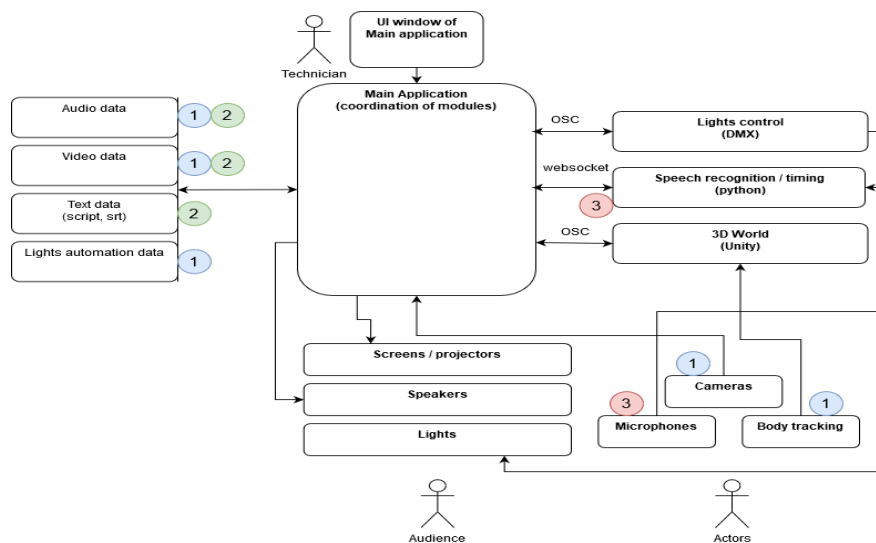 UI window of
Main application
Technician
Main Application
(coordination of modules)
Audio data
1
2
Video data
1
2
Text data
(script, srt)
2
Lights automation data
1
OSC
Lights control
(DMX)
websocket
3
Speech recognition / timing
(python)
OSC
3D World
(Unity)
Screens / projectors
Speakers
Lights
1
Cameras
3
Microphones
1
Body tracking
Audience
Actors